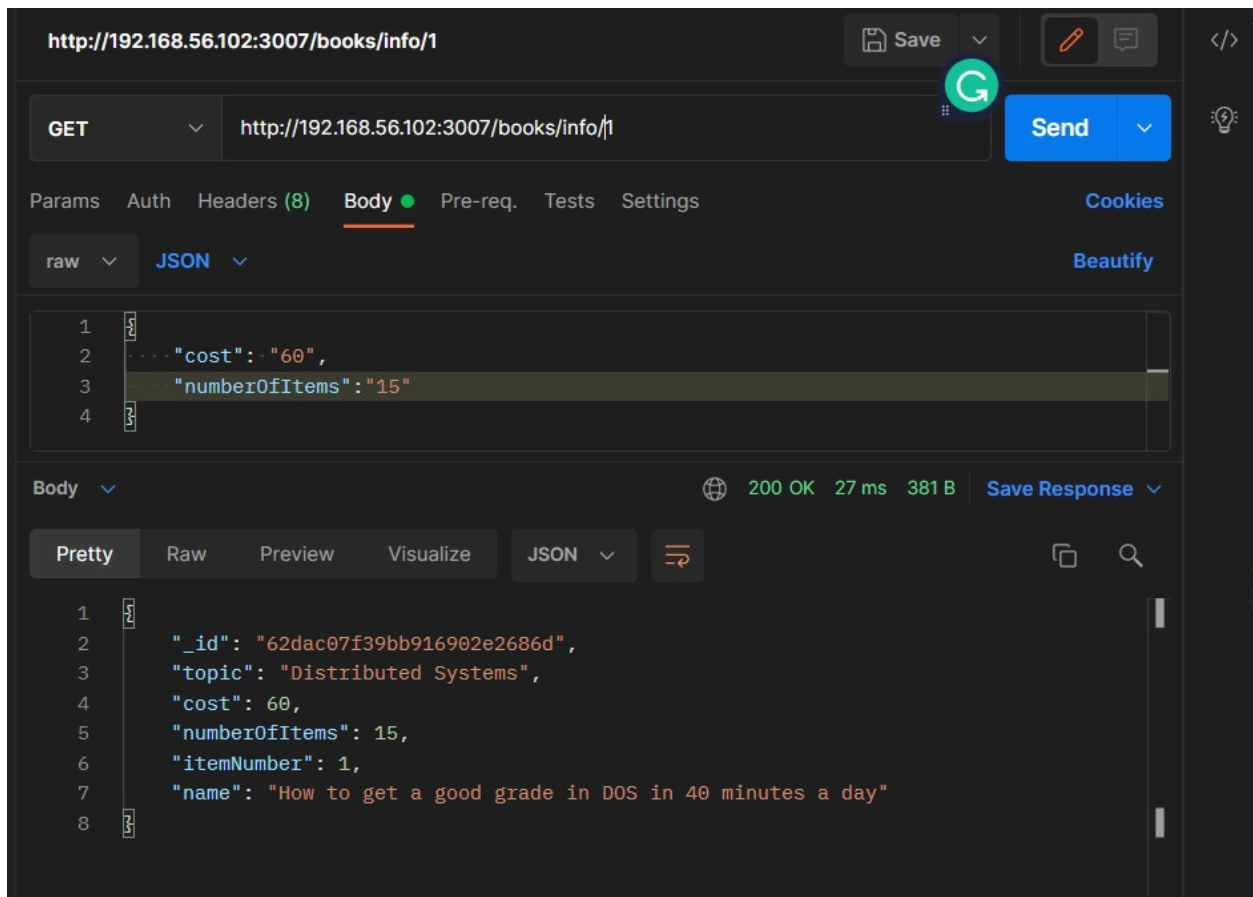 http://192.168.56.102:3007/books/info/1 Save
GET http://192.168.56.102:3007/books/info/1 Send
Params Auth Headers (8) Body Pre-req. Tests Settings Cookies
raw JSON Beautify
1 {
2 "cost": "60",
3 "numberOfItems":"15"
4 }
Body 200 OK 27 ms 381 B Save Response
Pretty Raw Preview Visualize JSON
1 {
2 "_id": "62dac07f39bb916902e2686d",
3 "topic": "Distributed Systems",
4 "cost": 60,
5 "numberOfItems": 15,
6 "itemNumber": 1,
7 "name": "How to get a good grade in DOS in 40 minutes a day"
8 }